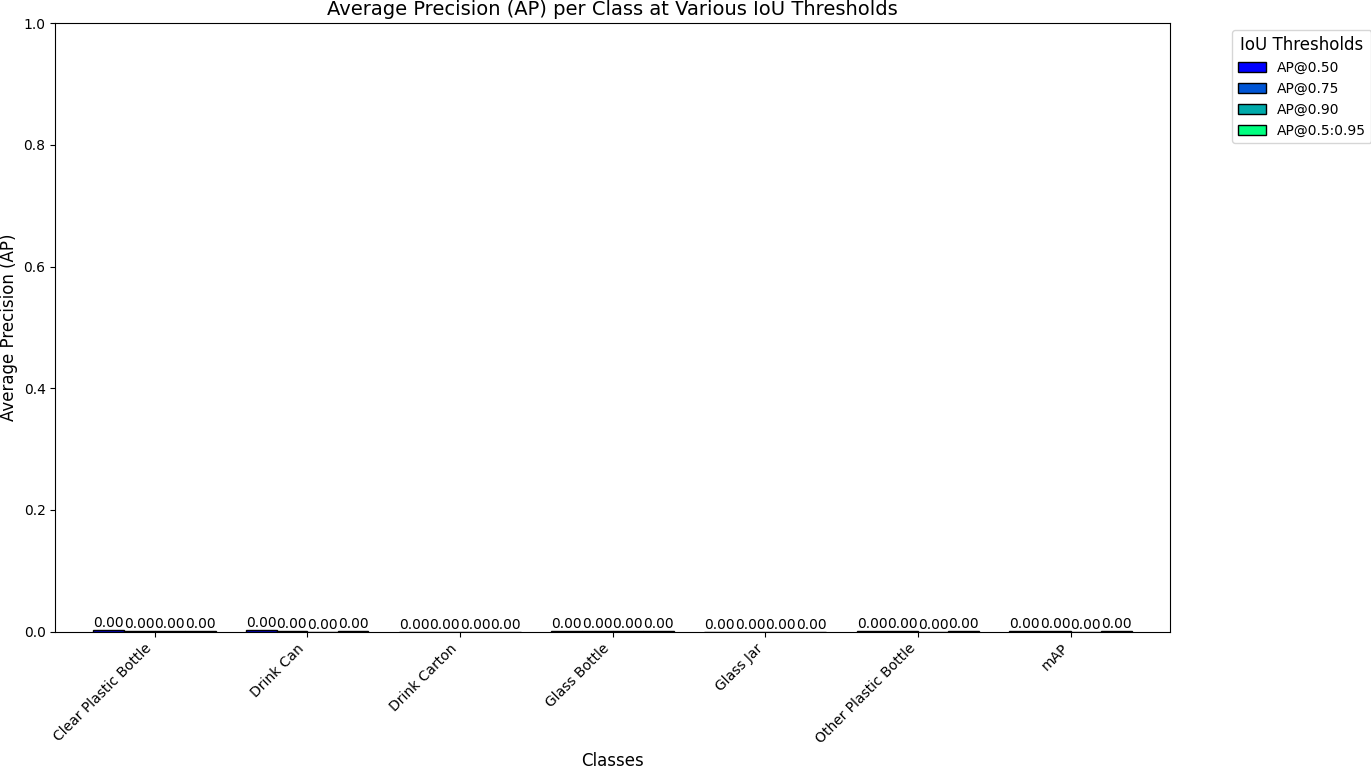 Average Precision (AP) per Class at Various IoU Thresholds
IoU Thresholds
AP@0.50
AP@0.75
AP@0.90
AP@0.5:0.95
Average Precision (AP)
1.0
0.8
0.6
0.4
0.2
0.0
0.00 0.00 0.00 0.00 0.00 0.00 0.00 0.00 0.00 0.00 0.00 0.00 0.00 0.00 0.00 0.00 0.00 0.00 0.00 0.00 0.00 0.00 0.00 0.00 0.00 0.00 0.00 0.00
Clear Plastic Bottle
Drink Can
Drink Carton
Glass Bottle
Glass Jar
Other Plastic Bottle
mAP
Classes